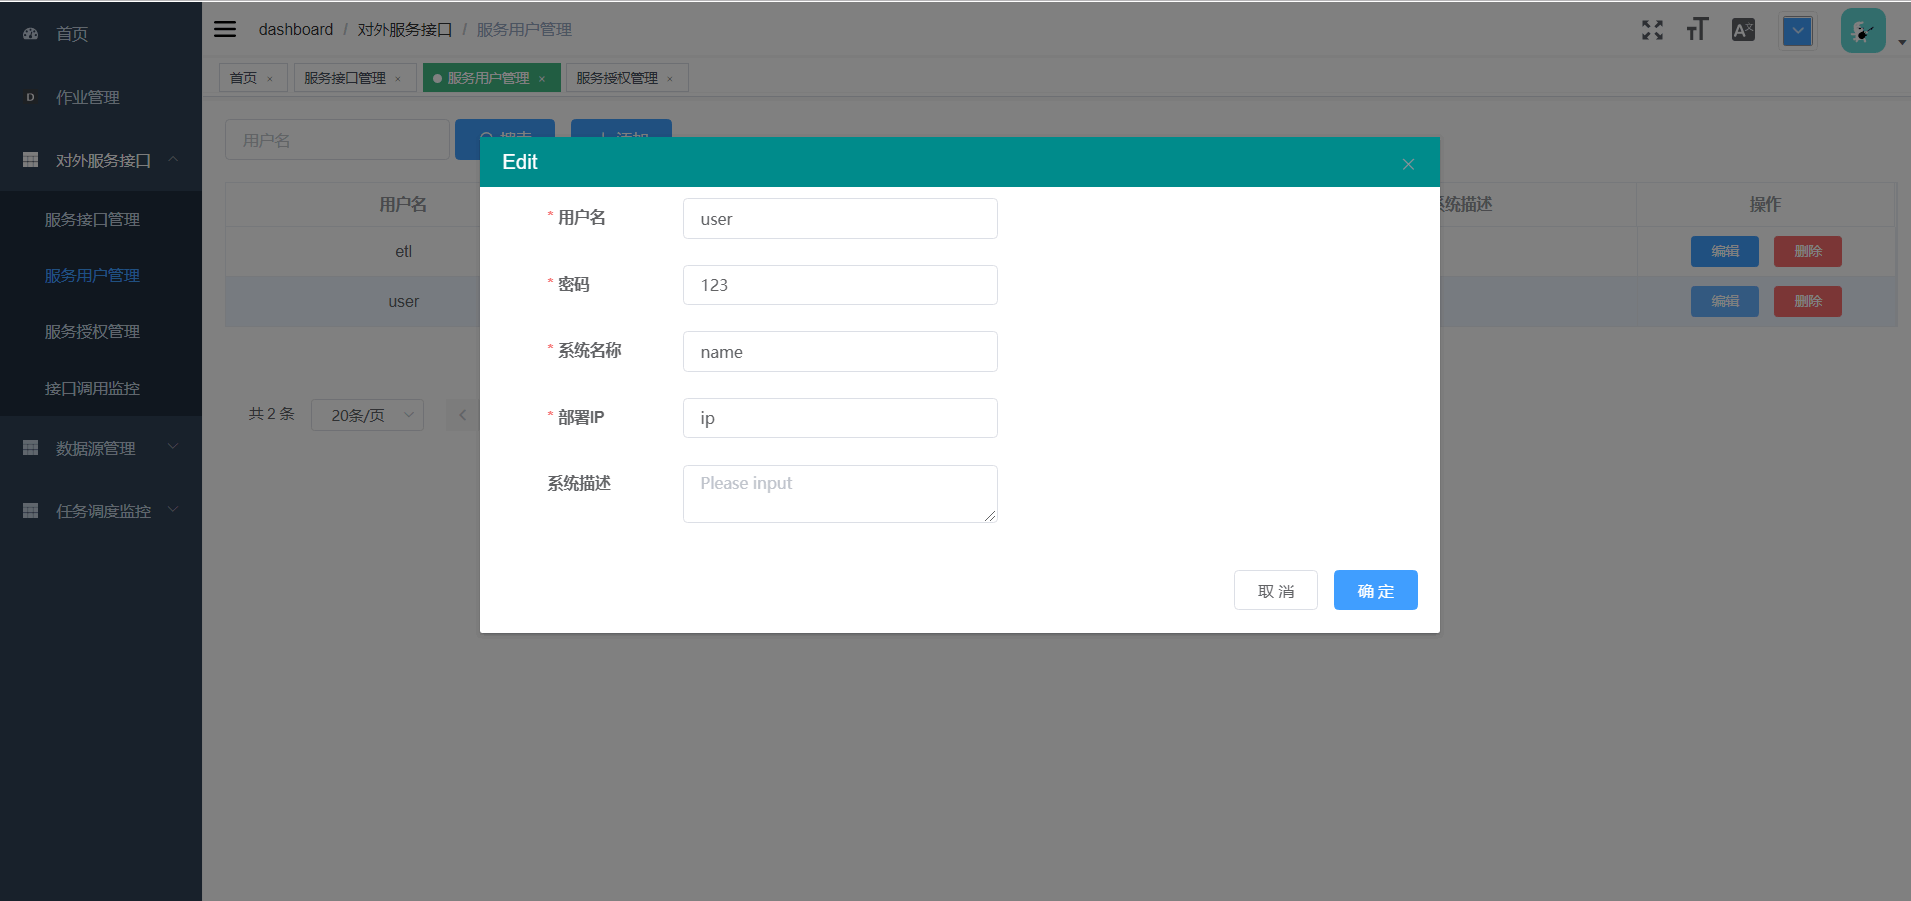 首页
D 作业管理
对外服务接口
服务接口管理
服务用户管理
服务授权管理
接口调用监控
数据源管理
任务调度监控
dashboard / 对外服务接口 / 服务用户管理
首页 × 服务接口管理 × 服务用户管理 × 服务授权管理 ×
用户名 搜索 添加
用户名 系统描述 操作
etl 编辑 删除
user 编辑 删除
共 2 条 20条/页
Edit
* 用户名 user
* 密码 123
* 系统名称 name
* 部署IP ip
系统描述 Please input
取 消 确 定